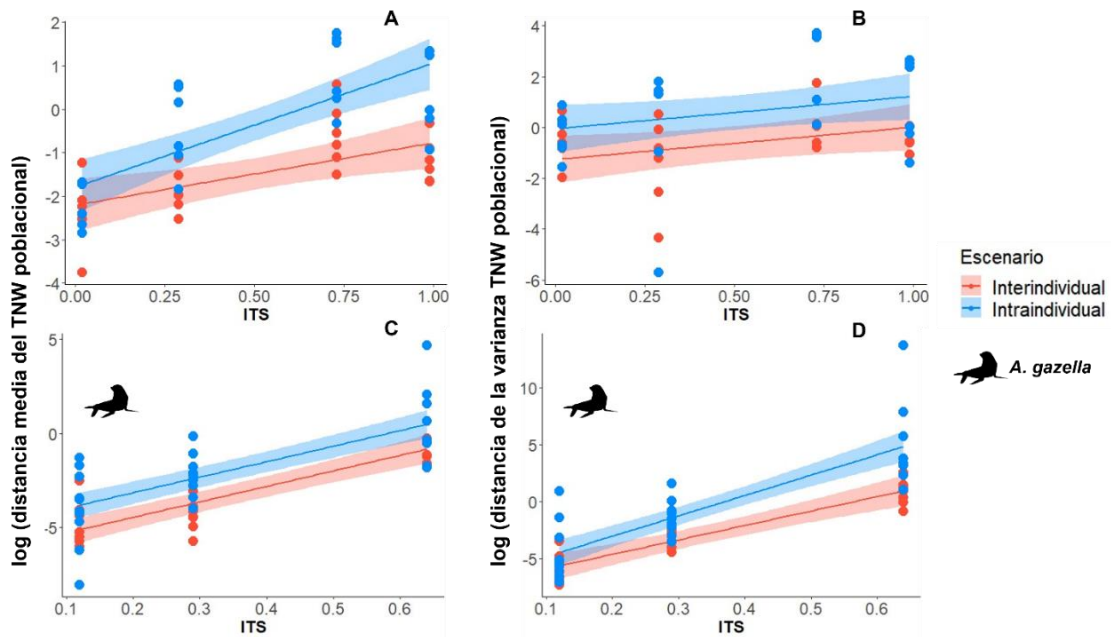 A
B
log (distancia media del TNW poblacional)
2
1
0
-1
-2
-3
-4
0.00 0.25 0.50 0.75 1.00
ITS
log (distancia de la varianza TNW poblacional)
4
2
0
-2
-4
-6
0.00 0.25 0.50 0.75 1.00
ITS
Escenario
Interindividual
Intraindividual
A. gazella
C
D
5
0
-5
0.1 0.2 0.3 0.4 0.5 0.6
ITS
10
5
0
-5
0.1 0.2 0.3 0.4 0.5 0.6
ITS